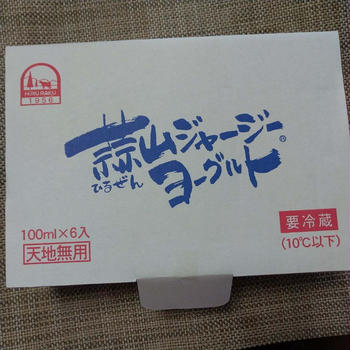 HIRURAKU
1956
蒜山ジャージー
ひるぜん
ヨーグルト®
100ml×6入
天地無用
要冷蔵
(10℃以下)